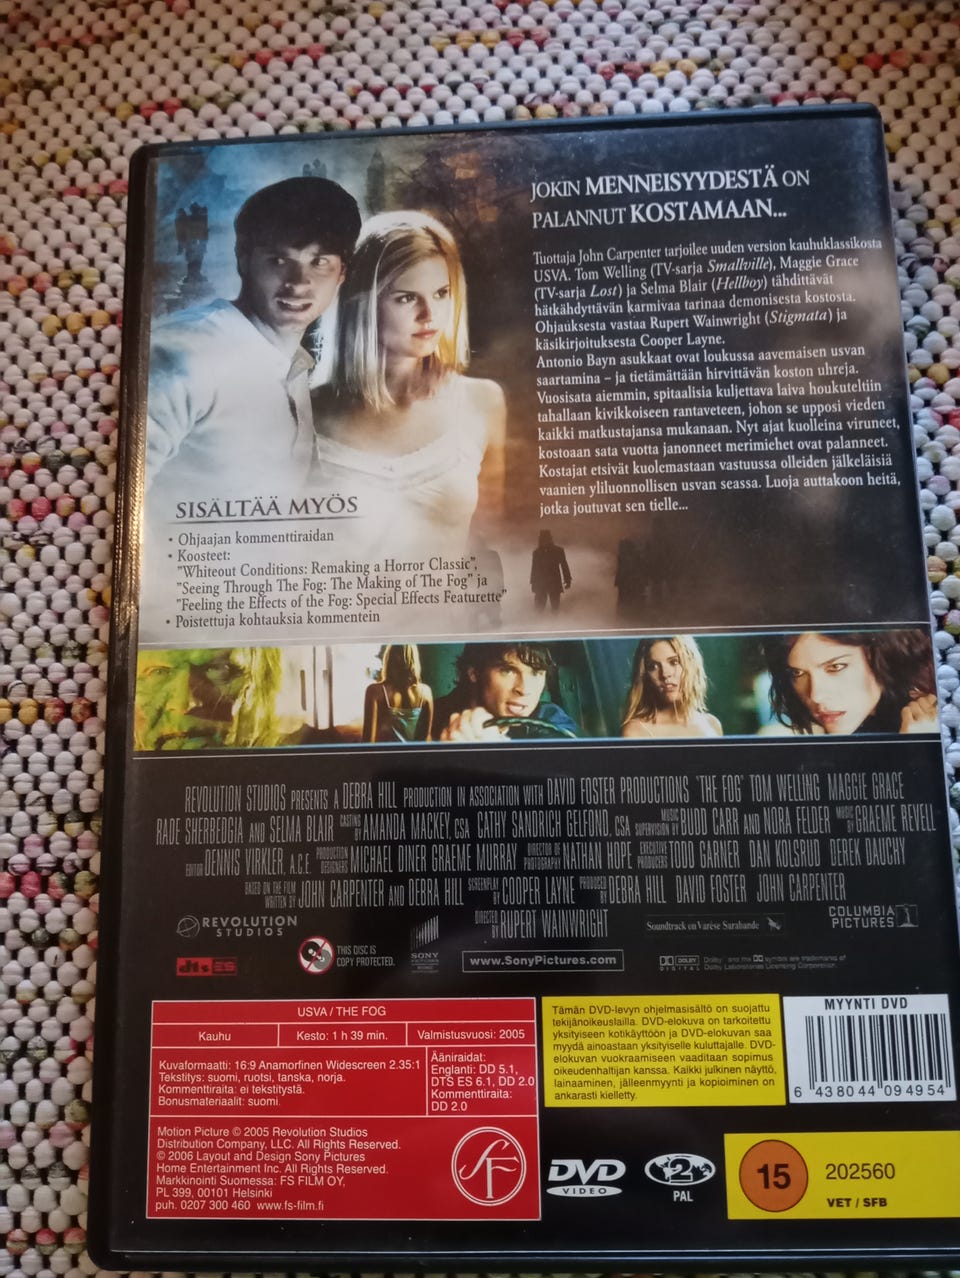 JOKIN MENNEISYYDESTÄ ON
PALANNUT KOSTAMAAN...
Tuottaja John Carpenter tarjoilee uuden version kauhuklassikosta
USVA. Tom Welling (TV-sarja Smallville), Maggie Grace
(TV-sarja Lost) ja Selma Blair (Hellboy) tähdittävät
hätkähdyttävän karmivaa tarinaa demonisesta kostosta.
Ohjauksesta vastaa Rupert Wainwright (Stigmata) ja
käsikirjoituksesta Cooper Layne.
Antonio Bayn asukkaat ovat loukussa aavemaisen usvan
saartamina – ja tietämättään hirvittävän koston uhreja.
Vuosisata aiemmin, spitaalisia kuljettava laiva houkuteltiin
tahallaan kivikkoiseen rantaveteen, johon se upposi vieden
kaikki matkustajansa mukanaan. Nyt ajat kuolleina viruneet,
kostoaan sata vuotta janonneet merimiehet ovat palanneet.
Kostajat etsivät kuolemastaan vastuussa olleiden jälkeläisiä
vaanien yliluonnollisen usvan seassa. Luoja auttakoon heitä,
jotka joutuvat sen tielle...
SISÄLTÄÄ MYÖS
• Ohjaajan kommenttiraidan
• Koosteet:
"Whiteout Conditions: Remaking a Horror Classic",
"Seeing Through The Fog: The Making of The Fog" ja
"Feeling the Effects of the Fog: Special Effects Featurette"
• Poistettuja kohtauksia kommentein
REVOLUTION STUDIOS PRESENTS A DEBRA HILL PRODUCTION IN ASSOCIATION WITH DAVID FOSTER PRODUCTIONS "THE FOG" TOM WELLING MAGGIE GRACE
RADE SHERBEDGIA AND SELMA BLAIR CASTING BY AMANDA MACKEY, CSA CATHY SANDRICH GELFOND, CSA MUSIC SUPERVISION BY BUDD CARR AND NORA FELDER MUSIC BY GRAEME REVELL
EDITOR DENNIS VIRKLER, A.C.E. PRODUCTION DESIGNERS MICHAEL DINER GRAEME MURRAY DIRECTOR OF PHOTOGRAPHY NATHAN HOPE EXECUTIVE PRODUCERS TODD GARNER DAN KOLSRUD DEREK DAUCHY
BASED ON THE FILM WRITTEN BY JOHN CARPENTER AND DEBRA HILL SCREENPLAY BY COOPER LAYNE PRODUCED BY DEBRA HILL DAVID FOSTER JOHN CARPENTER
DIRECTED BY RUPERT WAINWRIGHT
REVOLUTION STUDIOS
Soundtrack on Varèse Sarabande
COLUMBIA PICTURES
dts ES
THIS DISC IS
COPY PROTECTED.
SONY
www.SonyPictures.com
DOLBY DIGITAL
Dolby and the DD symbol are trademarks of
Dolby Laboratories Licensing Corporation.
USVA / THE FOG
Kauhu
Kesto: 1 h 39 min.
Valmistusvuosi: 2005
Kuvaformaatti: 16:9 Anamorfinen Widescreen 2.35:1
Tekstitys: suomi, ruotsi, tanska, norja.
Kommenttiraita: ei tekstitystä.
Bonusmateriaalit: suomi.
Ääniraidat:
Englanti: DD 5.1,
DTS ES 6.1, DD 2.0
Kommenttiraita:
DD 2.0
Motion Picture © 2005 Revolution Studios
Distribution Company, LLC. All Rights Reserved.
© 2006 Layout and Design Sony Pictures
Home Entertainment Inc. All Rights Reserved.
Markkinointi Suomessa: FS FILM OY,
PL 399, 00101 Helsinki
puh. 0207 300 460 www.fs-film.fi
SF
Tämän DVD-levyn ohjelmasisältö on suojattu
tekijänoikeuslailla. DVD-elokuva on tarkoitettu
yksityiseen kotikäyttöön ja DVD-elokuvan saa
myydä ainoastaan yksityiselle kuluttajalle. DVD-
elokuvan vuokraamiseen vaaditaan sopimus
oikeudenhaltijan kanssa. Kaikki julkinen näyttö,
lainaaminen, jälleenmyynti ja kopioiminen on
ankarasti kielletty.
MYYNTI DVD
6 438044 094954
DVD
VIDEO
2
PAL
15
202560
VET / SFB